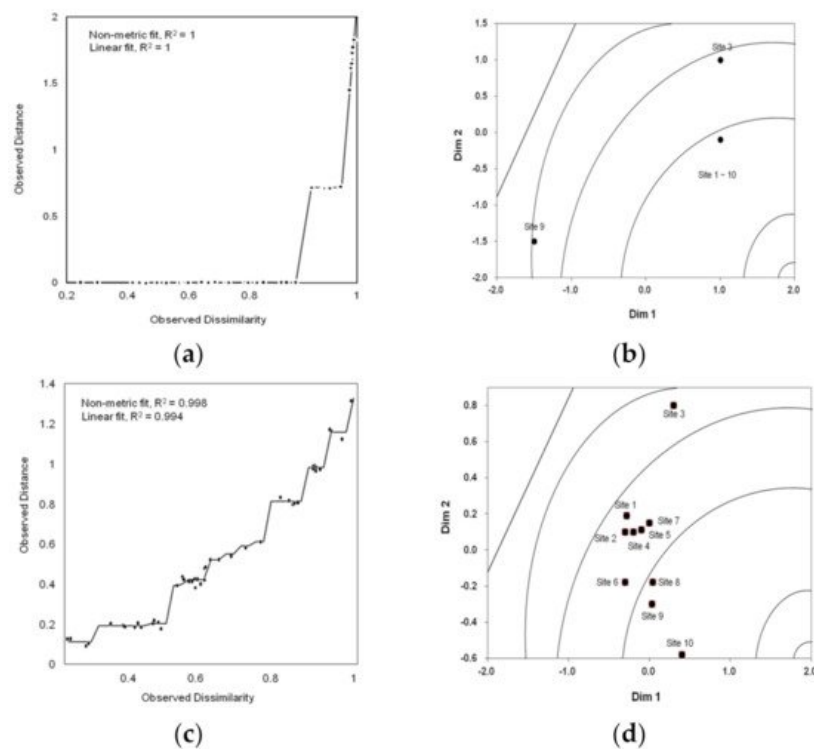 Non-metric fit, R² = 1
Linear fit, R² = 1
Observed Distance
2
1.5
1
0.5
0
0.2
0.4
0.6
0.8
1
Observed Dissimilarity
(a)
Dim 2
1.5
1.0
0.5
0.0
-0.5
-1.0
-1.5
-2.0
Site 3
Site 1 - 10
Site 9
-2.0
-1.0
0.0
1.0
2.0
Dim 1
(b)
Non-metric fit, R² = 0.998
Linear fit, R² = 0.994
Observed Distance
1.4
1.2
1
0.8
0.6
0.4
0.2
0
0.4
0.6
0.8
1
Observed Dissimilarity
(c)
Dim 2
0.8
0.6
0.4
0.2
0.0
-0.2
-0.4
-0.6
Site 3
Site 1
Site 7
Site 2
Site 5
Site 4
Site 6
Site 8
Site 9
Site 10
-2.0
-1.0
0.0
1.0
2.0
Dim 1
(d)